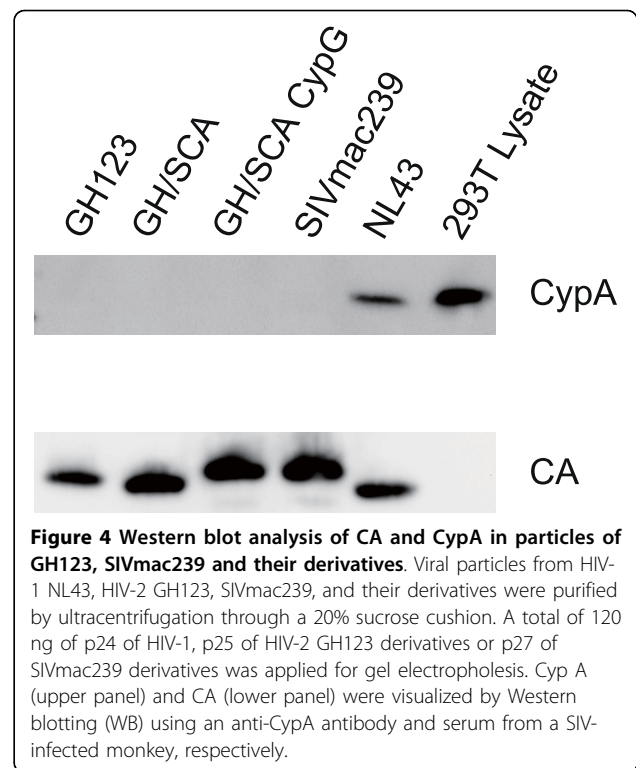 GH123
GH/SCA
GH/SCA CypG
SIVmac239
NL43
293T Lysate
CypA
CA
Figure 4 Western blot analysis of CA and CypA in particles of
GH123, SIVmac239 and their derivatives. Viral particles from HIV-
1 NL43, HIV-2 GH123, SIVmac239, and their derivatives were purified
by ultracentrifugation through a 20% sucrose cushion. A total of 120
ng of p24 of HIV-1, p25 of HIV-2 GH123 derivatives or p27 of
SIVmac239 derivatives was applied for gel electropholesis. Cyp A
(upper panel) and CA (lower panel) were visualized by Western
blotting (WB) using an anti-CypA antibody and serum from a SIV-
infected monkey, respectively.